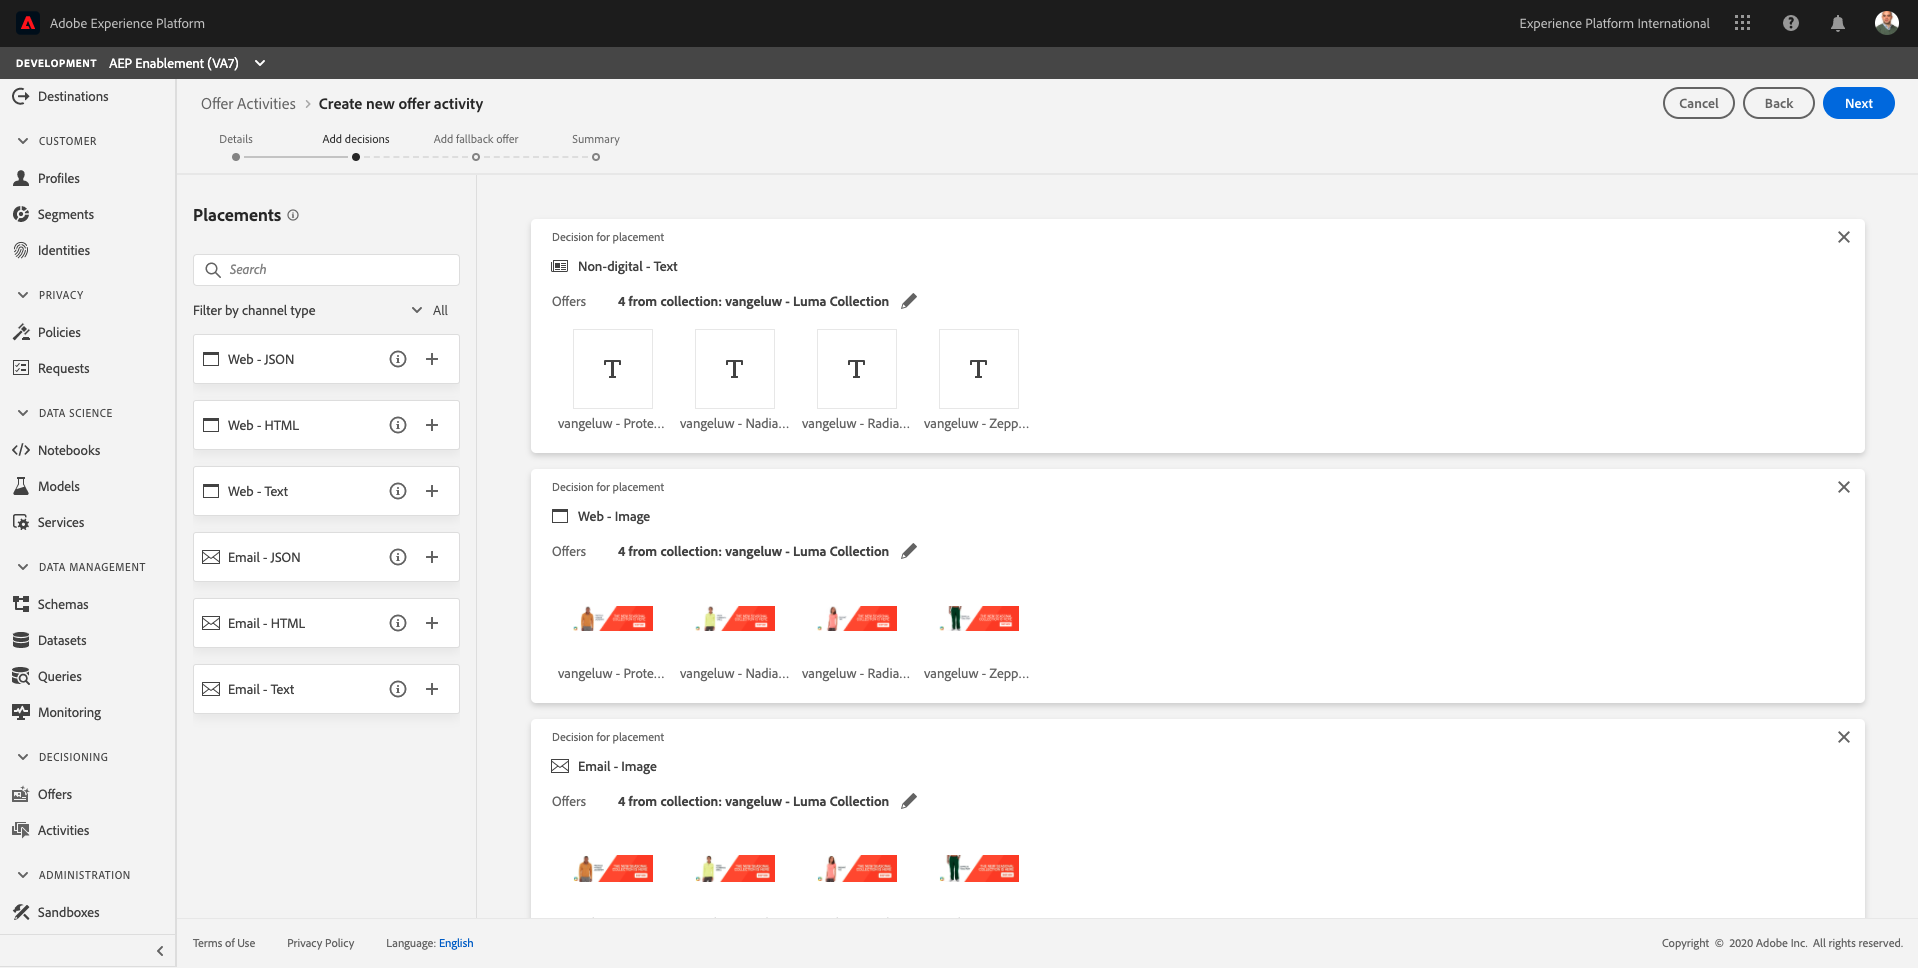 Adobe Experience Platform
Experience Platform International
DEVELOPMENT AEP Enablement (VA7)
Destinations
CUSTOMER
Profiles
Segments
Identities
PRIVACY
Policies
Requests
DATA SCIENCE
Notebooks
Models
Services
DATA MANAGEMENT
Schemas
Datasets
Queries
Monitoring
DECISIONING
Offers
Activities
ADMINISTRATION
Sandboxes
Offer Activities > Create new offer activity
Cancel
Back
Next
Details
Add decisions
Add fallback offer
Summary
Placements
Search
Filter by channel type
All
Web - JSON
Web - HTML
Web - Text
Email - JSON
Email - HTML
Email - Text
Decision for placement
Non-digital - Text
Offers 4 from collection: vangeluw - Luma Collection
T T T T
vangeluw - Prote... vangeluw - Nadia... vangeluw - Radia... vangeluw - Zepp...
Decision for placement
Web - Image
Offers 4 from collection: vangeluw - Luma Collection
vangeluw - Prote... vangeluw - Nadia... vangeluw - Radia... vangeluw - Zepp...
Decision for placement
Email - Image
Offers 4 from collection: vangeluw - Luma Collection
Terms of Use
Privacy Policy
Language: English
Copyright © 2020 Adobe Inc. All rights reserved.